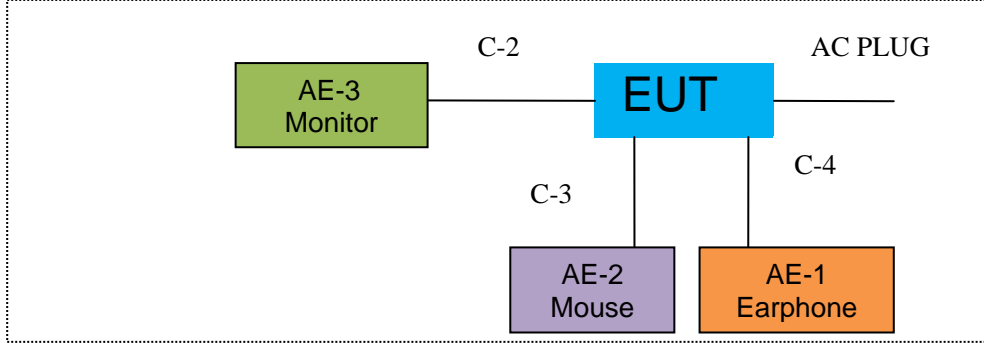 C-2
AC PLUG
AE-3
Monitor
EUT
C-4
C-3
AE-2
Mouse
AE-1
Earphone